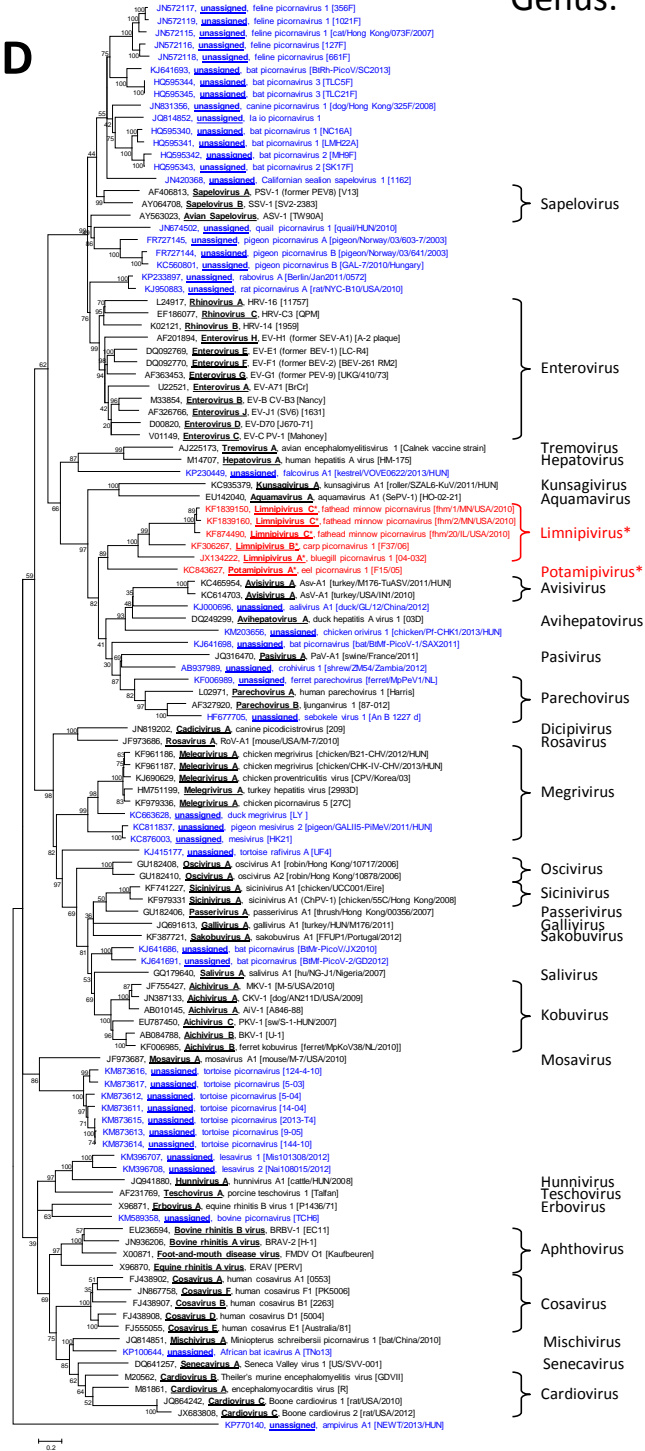 Genus:
D
JN572117, unassigned, feline picornavirus 1 [356F]
JN572119, unassigned, feline picornavirus 1 [1021F]
JN572115, unassigned, feline picornavirus 1 [cat/Hong Kong/073F/2007]
JN572116, unassigned, feline picornavirus 1 [127F]
JN572118, unassigned, feline picornavirus 1 [661F]
KJ641693, unassigned, bat picornavirus [BtRh-PicoV/SC2013]
HQ595344, unassigned, bat picornavirus 3 [TLC5F]
HQ595345, unassigned, bat picornavirus 3 [TLC21F]
JN831356, unassigned, canine picornavirus 1 [dog/Hong Kong/325F/2008]
JQ814852, unassigned, Ia io picornavirus 1
HQ595340, unassigned, bat picornavirus 1 [NC16A]
HQ595341, unassigned, bat picornavirus 1 [LMH22A]
HQ595342, unassigned, bat picornavirus 2 [MH9F]
HQ595343, unassigned, bat picornavirus 2 [SK17F]
JN420368, unassigned, Californian sealion sapelovirus 1 [1162]
AF406813, Sapelovirus A, PSV-1 (former PEV8) [V13]
AY064708, Sapelovirus B, SSV-1 [SV2-2383]
Sapelovirus
AY563023, Avian Sapelovirus, ASV-1 [TW90A]
JN674502, unassigned, quail picornavirus 1 [quail/HUN/2010]
FR727145, unassigned, pigeon picornavirus A [pigeon/Norway/03/603-7/2003]
FR727144, unassigned, pigeon picornavirus B [pigeon/Norway/03/641/2003]
KC560801, unassigned, pigeon picornavirus B [GAL-7/2010/Hungary]
KP233897, unassigned, rabovirus A [Berlin/Jan2011/0572]
KJ950883, unassigned, rat picornavirus A [rat/NYC-B10/USA/2010]
L24917, Rhinovirus A, HRV-16 [11757]
EF186077, Rhinovirus C, HRV-C3 [QPM]
K02121, Rhinovirus B, HRV-14 [1959]
AF201894, Enterovirus H, EV-H1 (former SEV-A1) [A-2 plaque]
DQ092769, Enterovirus E, EV-E1 (former BEV-1) [LC-R4]
DQ092770, Enterovirus F, EV-F1 (former BEV-2) [BEV-261 RM2]
Enterovirus
AF363453, Enterovirus G, EV-G1 (former PEV-9) [UKG/410/73]
U22521, Enterovirus A, EV-A71 [BrCr]
M33854, Enterovirus B, EV-B CV-B3 [Nancy]
AF326766, Enterovirus J, EV-J1 (SV6) [1631]
D00820, Enterovirus D, EV-D70 [J670-71]
V01149, Enterovirus C, EV-C PV-1 [Mahoney]
AJ225173, Tremovirus A, avian encephalomyelitisvirus 1 [Calnek vaccine strain]
Tremovirus
M14707, Hepatovirus A, human hepatitis A virus [HM-175]
Hepatovirus
KP230449, unassigned, falcovirus A1 [kestrel/VOVE0622/2013/HUN]
KC935379, Kunsagivirus A, kunsagivirus A1 [roller/SZAL6-KuV/2011/HUN]
Kunsagivirus
EU142040, Aquamavirus A, aquamavirus A1 (SePV-1) [HO-02-21]
Aquamavirus
KF1839150, Limnipivirus C*, fathead minnow picornavirus [fhm/1/MN/USA/2010]
KF1839160, Limnipivirus C*, fathead minnow picornavirus [fhm/2/MN/USA/2010]
KF874490, Limnipivirus C*, fathead minnow picornavirus [fhm/20/IL/USA/2010]
Limnipivirus*
KF306267, Limnipivirus B*, carp picornavirus 1 [F37/06]
JX134222, Limnipivirus A*, bluegill picornavirus 1 [04-032]
KC843627, Potamipivirus A*, eel picornavirus 1 [F15/05]
Potamipivirus*
KC465954, Avisivirus A, Asv-A1 [turkey/M176-TuASV/2011/HUN]
KC614703, Avisivirus A, AsV-A1 [turkey/USA/IN1/2010]
Avisivirus
KJ000696, unassigned, aalivirus A1 [duck/GL/12/China/2012]
DQ249299, Avihepatovirus A, duck hepatitis A virus 1 [03D]
Avihepatovirus
KM203656, unassigned, chicken orivirus 1 [chicken/Pf-CHK1/2013/HUN]
KJ641698, unassigned, bat picornavirus [bat/BtMf-PicoV-1/SAX2011]
JQ316470, Pasivirus A, PaV-A1 [swine/France/2011]
Pasivirus
AB937989, unassigned, crohivirus 1 [shrew/ZM54/Zambia/2012]
KF006989, unassigned, ferret parechovirus [ferret/MpPeV1/NL]
L02971, Parechovirus A, human parechovirus 1 [Harris]
Parechovirus
AF327920, Parechovirus B, ljunganvirus 1 [87-012]
HF677705, unassigned, sebokele virus 1 [An B 1227 d]
JN819202, Cadicivirus A, canine picodicistrovirus [209]
Dicipivirus
JF973686, Rosavirus A, RoV-A1 [mouse/USA/M-7/2010]
Rosavirus
KF961186, Melegrivirus A, chicken megrivirus [chicken/B21-CHV/2012/HUN]
KF961187, Melegrivirus A, chicken megrivirus [chicken/CHK-IV-CHV/2013/HUN]
KJ690629, Melegrivirus A, chicken proventriculitis virus [CPV/Korea/03]
HM751199, Melegrivirus A, turkey hepatitis virus [2993D]
Megrivirus
KF979336, Melegrivirus A, chicken picornavirus 5 [27C]
KC663628, unassigned, duck megrivirus [LY ]
KC811837, unassigned, pigeon mesivirus 2 [pigeon/GALII5-PiMeV/2011/HUN]
KC876003, unassigned, mesivirus [HK21]
KJ415177, unassigned, tortoise rafivirus A [UF4]
GU182408, Oscivirus A, oscivirus A1 [robin/Hong Kong/10717/2006]
Oscivirus
GU182410, Oscivirus A, oscivirus A2 [robin/Hong Kong/10878/2006]
KF741227, Sicinivirus A, sicinivirus A1 [chicken/UCC001/Eire]
Sicinivirus
KF979331 Sicinivirus A, sicinivirus A1 (ChPV-1) [chicken/55C/Hong Kong/2008]
GU182406, Passerivirus A, passerivirus A1 [thrush/Hong Kong/00356/2007]
Passerivirus
JQ691613, Gallivirus A, gallivirus A1 [turkey/HUN/M176/2011]
Gallivirus
KF387721, Sakobuvirus A, sakobuvirus A1 [FFUP1/Portugal/2012]
Sakobuvirus
KJ641686, unassigned, bat picornavirus [BtMr-PicoV/JX2010]
KJ641691, unassigned, bat picornavirus [BtMf-PicoV-2/GD2012]
GQ179640, Salivirus A, salivirus A1 [hu/NG-J1/Nigeria/2007]
Salivirus
JF755427, Aichivirus A, MKV-1 [M-5/USA/2010]
JN387133, Aichivirus A, CKV-1 [dog/AN211D/USA/2009]
AB010145, Aichivirus A, AiV-1 [A846-88]
Kobuvirus
EU787450, Aichivirus C, PKV-1 [sw/S-1-HUN/2007]
AB084788, Aichivirus B, BKV-1 [U-1]
KF006985, Aichivirus B, ferret kobuvirus [ferret/MpKoV38/NL/2010]]
JF973687, Mosavirus A, mosavirus A1 [mouse/M-7/USA/2010]
Mosavirus
KM873616, unassigned, tortoise picornavirus [124-4-10]
KM873617, unassigned, tortoise picornavirus [5-03]
KM873612, unassigned, tortoise picornavirus [5-04]
KM873611, unassigned, tortoise picornavirus [14-04]
KM873615, unassigned, tortoise picornavirus [2013-T4]
KM873613, unassigned, tortoise picornavirus [9-05]
KM873614, unassigned, tortoise picornavirus [144-10]
KM396707, unassigned, lesavirus 1 [Mis101308/2012]
KM396708, unassigned, lesavirus 2 [Nai108015/2012]
JQ941880, Hunnivirus A, hunnivirus A1 [cattle/HUN/2008]
Hunnivirus
AF231769, Teschovirus A, porcine teschovirus 1 [Talfan]
Teschovirus
X96871, Erbovirus A, equine rhinitis B virus 1 [P1436/71]
Erbovirus
KM589358, unassigned, bovine picornavirus [TCH6]
EU236594, Bovine rhinitis B virus, BRBV-1 [EC11]
JN936206, Bovine rhinitis A virus, BRAV-2 [H-1]
Aphthovirus
X00871, Foot-and-mouth disease virus, FMDV O1 [Kaufbeuren]
X96870, Equine rhinitis A virus, ERAV [PERV]
FJ438902, Cosavirus A, human cosavirus A1 [0553]
JN867758, Cosavirus F, human cosavirus F1 [PK5006]
FJ438907, Cosavirus B, human cosavirus B1 [2263]
Cosavirus
FJ438908, Cosavirus D, human cosavirus D1 [5004]
FJ555055, Cosavirus E, human cosavirus E1 [Australia/81]
JQ814851, Mischivirus A, Miniopterus schreibersii picornavirus 1 [bat/China/2010]
Mischivirus
KP100644, unassigned, African bat icavirus A [TNo13]
DQ641257, Senecavirus A, Seneca Valley virus 1 [US/SVV-001]
Senecavirus
M20562, Cardiovirus B, Theiler's murine encephalomyelitis virus [GDVII]
M81861, Cardiovirus A, encephalomyocarditis virus [R]
Cardiovirus
JQ864242, Cardiovirus C, Boone cardiovirus 1 [rat/USA/2010]
JX683808, Cardiovirus C, Boone cardiovirus 2 [rat/USA/2012]
KP770140, unassigned, ampivirus A1 [NEWT/2013/HUN]
0.2